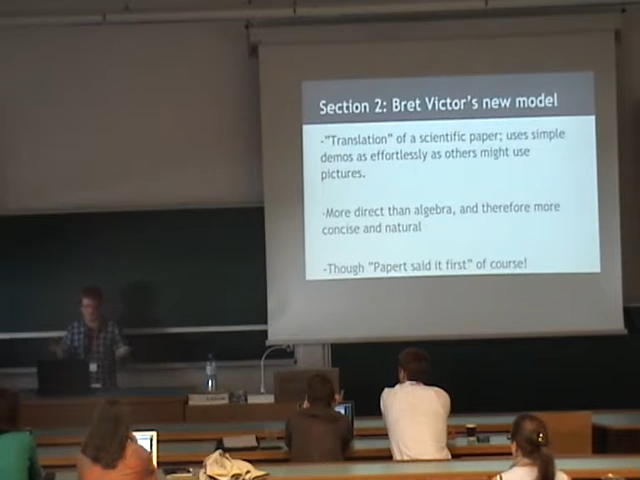 Section 2: Bret Victor's new model
-"Translation" of a scientific paper; uses simple
demos as effortlessly as others might use
pictures.
-More direct than algebra, and therefore more
concise and natural
-Though "Papert said it first" of course!